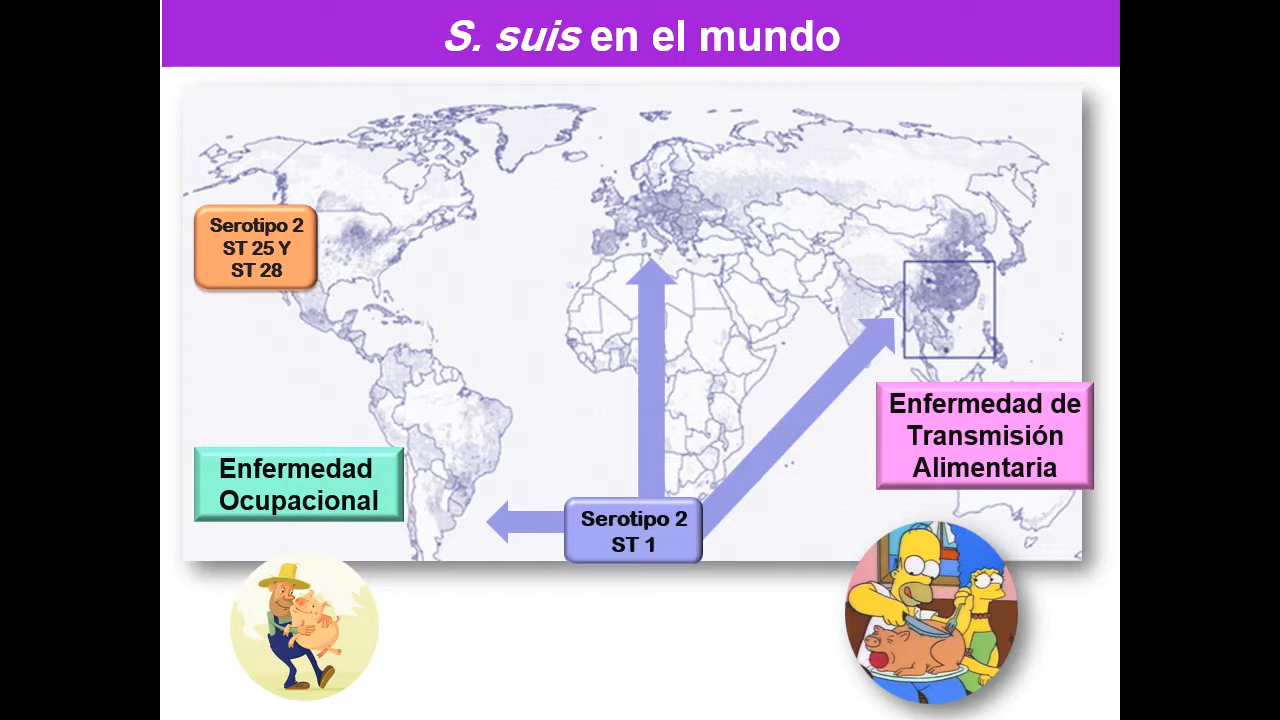 S. suis en el mundo
Serotipo 2
ST 25 Y
ST 28
Enfermedad de
Transmisión
Alimentaria
Enfermedad
Ocupacional
Serotipo 2
ST 1